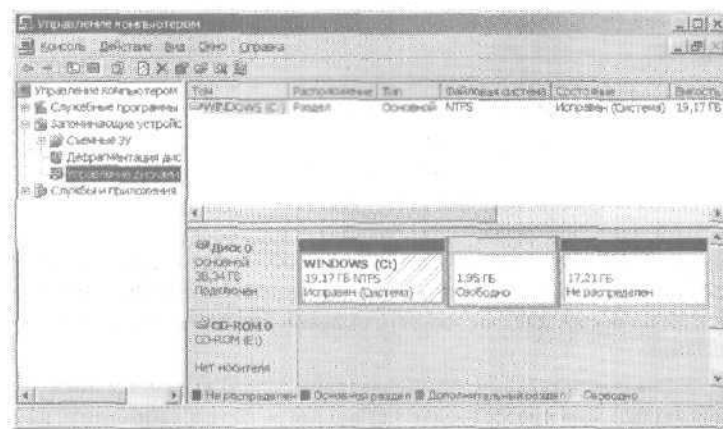 Управление компьютером
Консоль Действие Вид Окно Справка
Управление компьютером
Служебные программы
Запоминающие устройс
Съемные ЗУ
Дефрагментация дис
Управление дисками
Службы и приложения
Том Расположение Тип Файловая система Состояние Емкость
WINDOWS (C:) Раздел Основной NTFS Исправен (Система) 19,17 ГБ
Диск 0
Основной
38,34 ГБ
Подключен
WINDOWS (C:)
19,17 ГБ NTFS
Исправен (Система)
1,95 ГБ
Свободно
17,21 ГБ
Не распределен
CD-ROM 0
CD-ROM (E:)
Нет носителя
Не распределен Основной раздел Дополнительный раздел Свободно